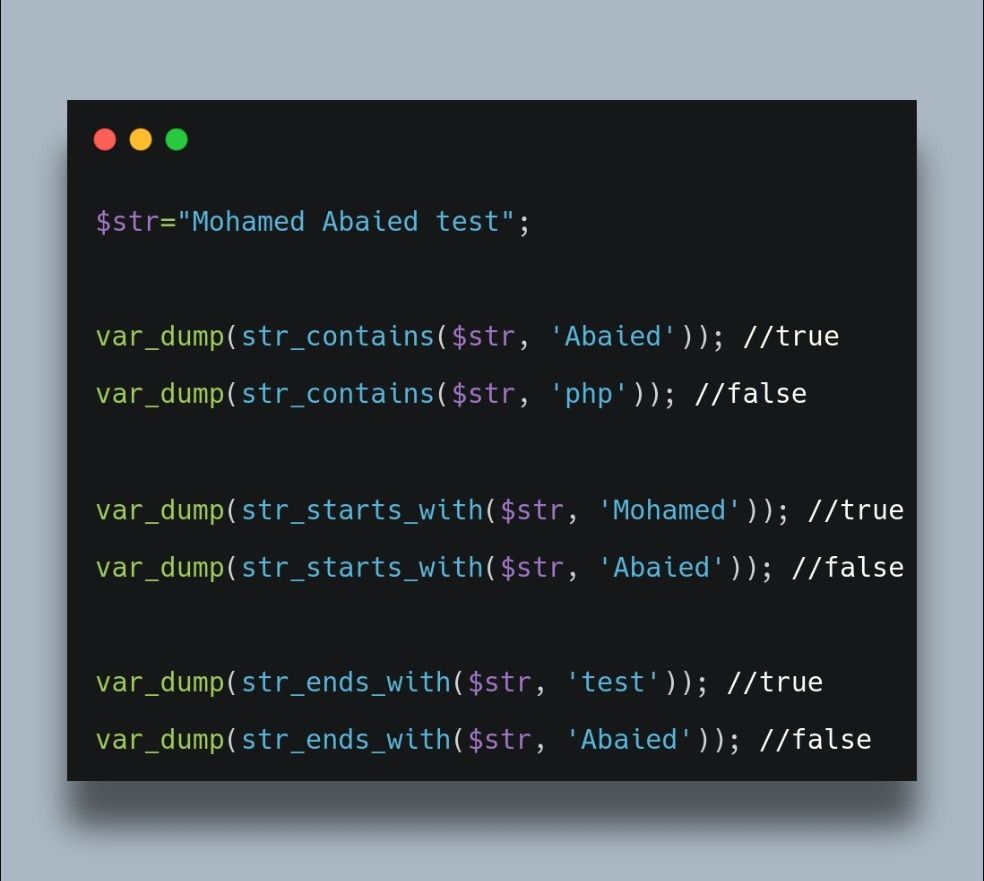 $str="Mohamed Abaied test";
var_dump(str_contains($str, 'Abaied')); //true
var_dump(str_contains($str, 'php')); //false
var_dump(str_starts_with($str, 'Mohamed')); //true
var_dump(str_starts_with($str, 'Abaied')); //false
var_dump(str_ends_with($str, 'test')); //true
var_dump(str_ends_with($str, 'Abaied')); //false